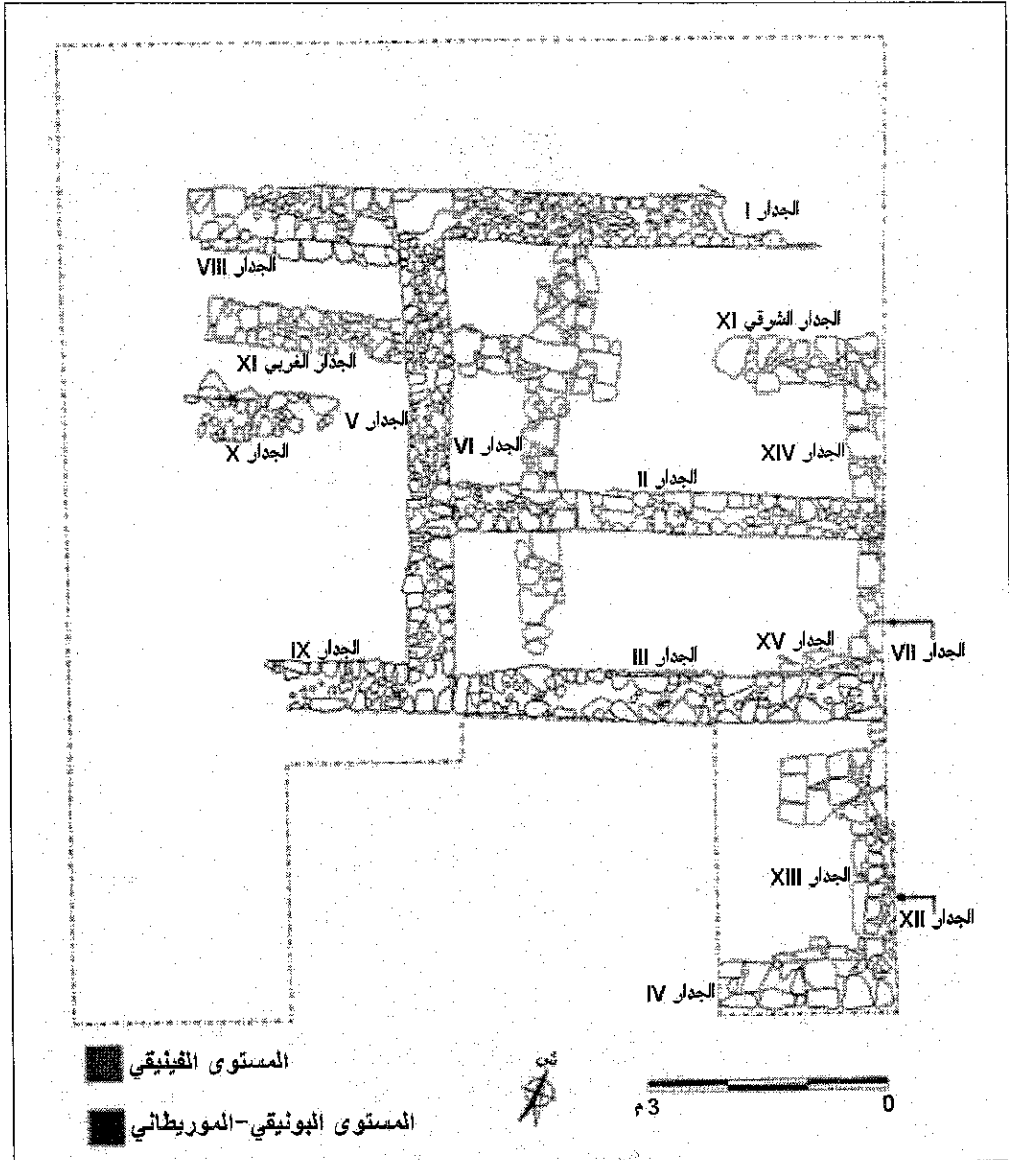 الجدار I
الجدار VIII
الجدار الشرقي XI
الجدار الغربي XI
الجدار V
الجدار X
الجدار VI
الجدار XIV
الجدار II
الجدار IX
الجدار III
الجدار XV
الجدار VII
الجدار XIII
الجدار XII
الجدار IV
المستوى الفينيقي
المستوى البونيقي-الموريطاني
ش
3م
0